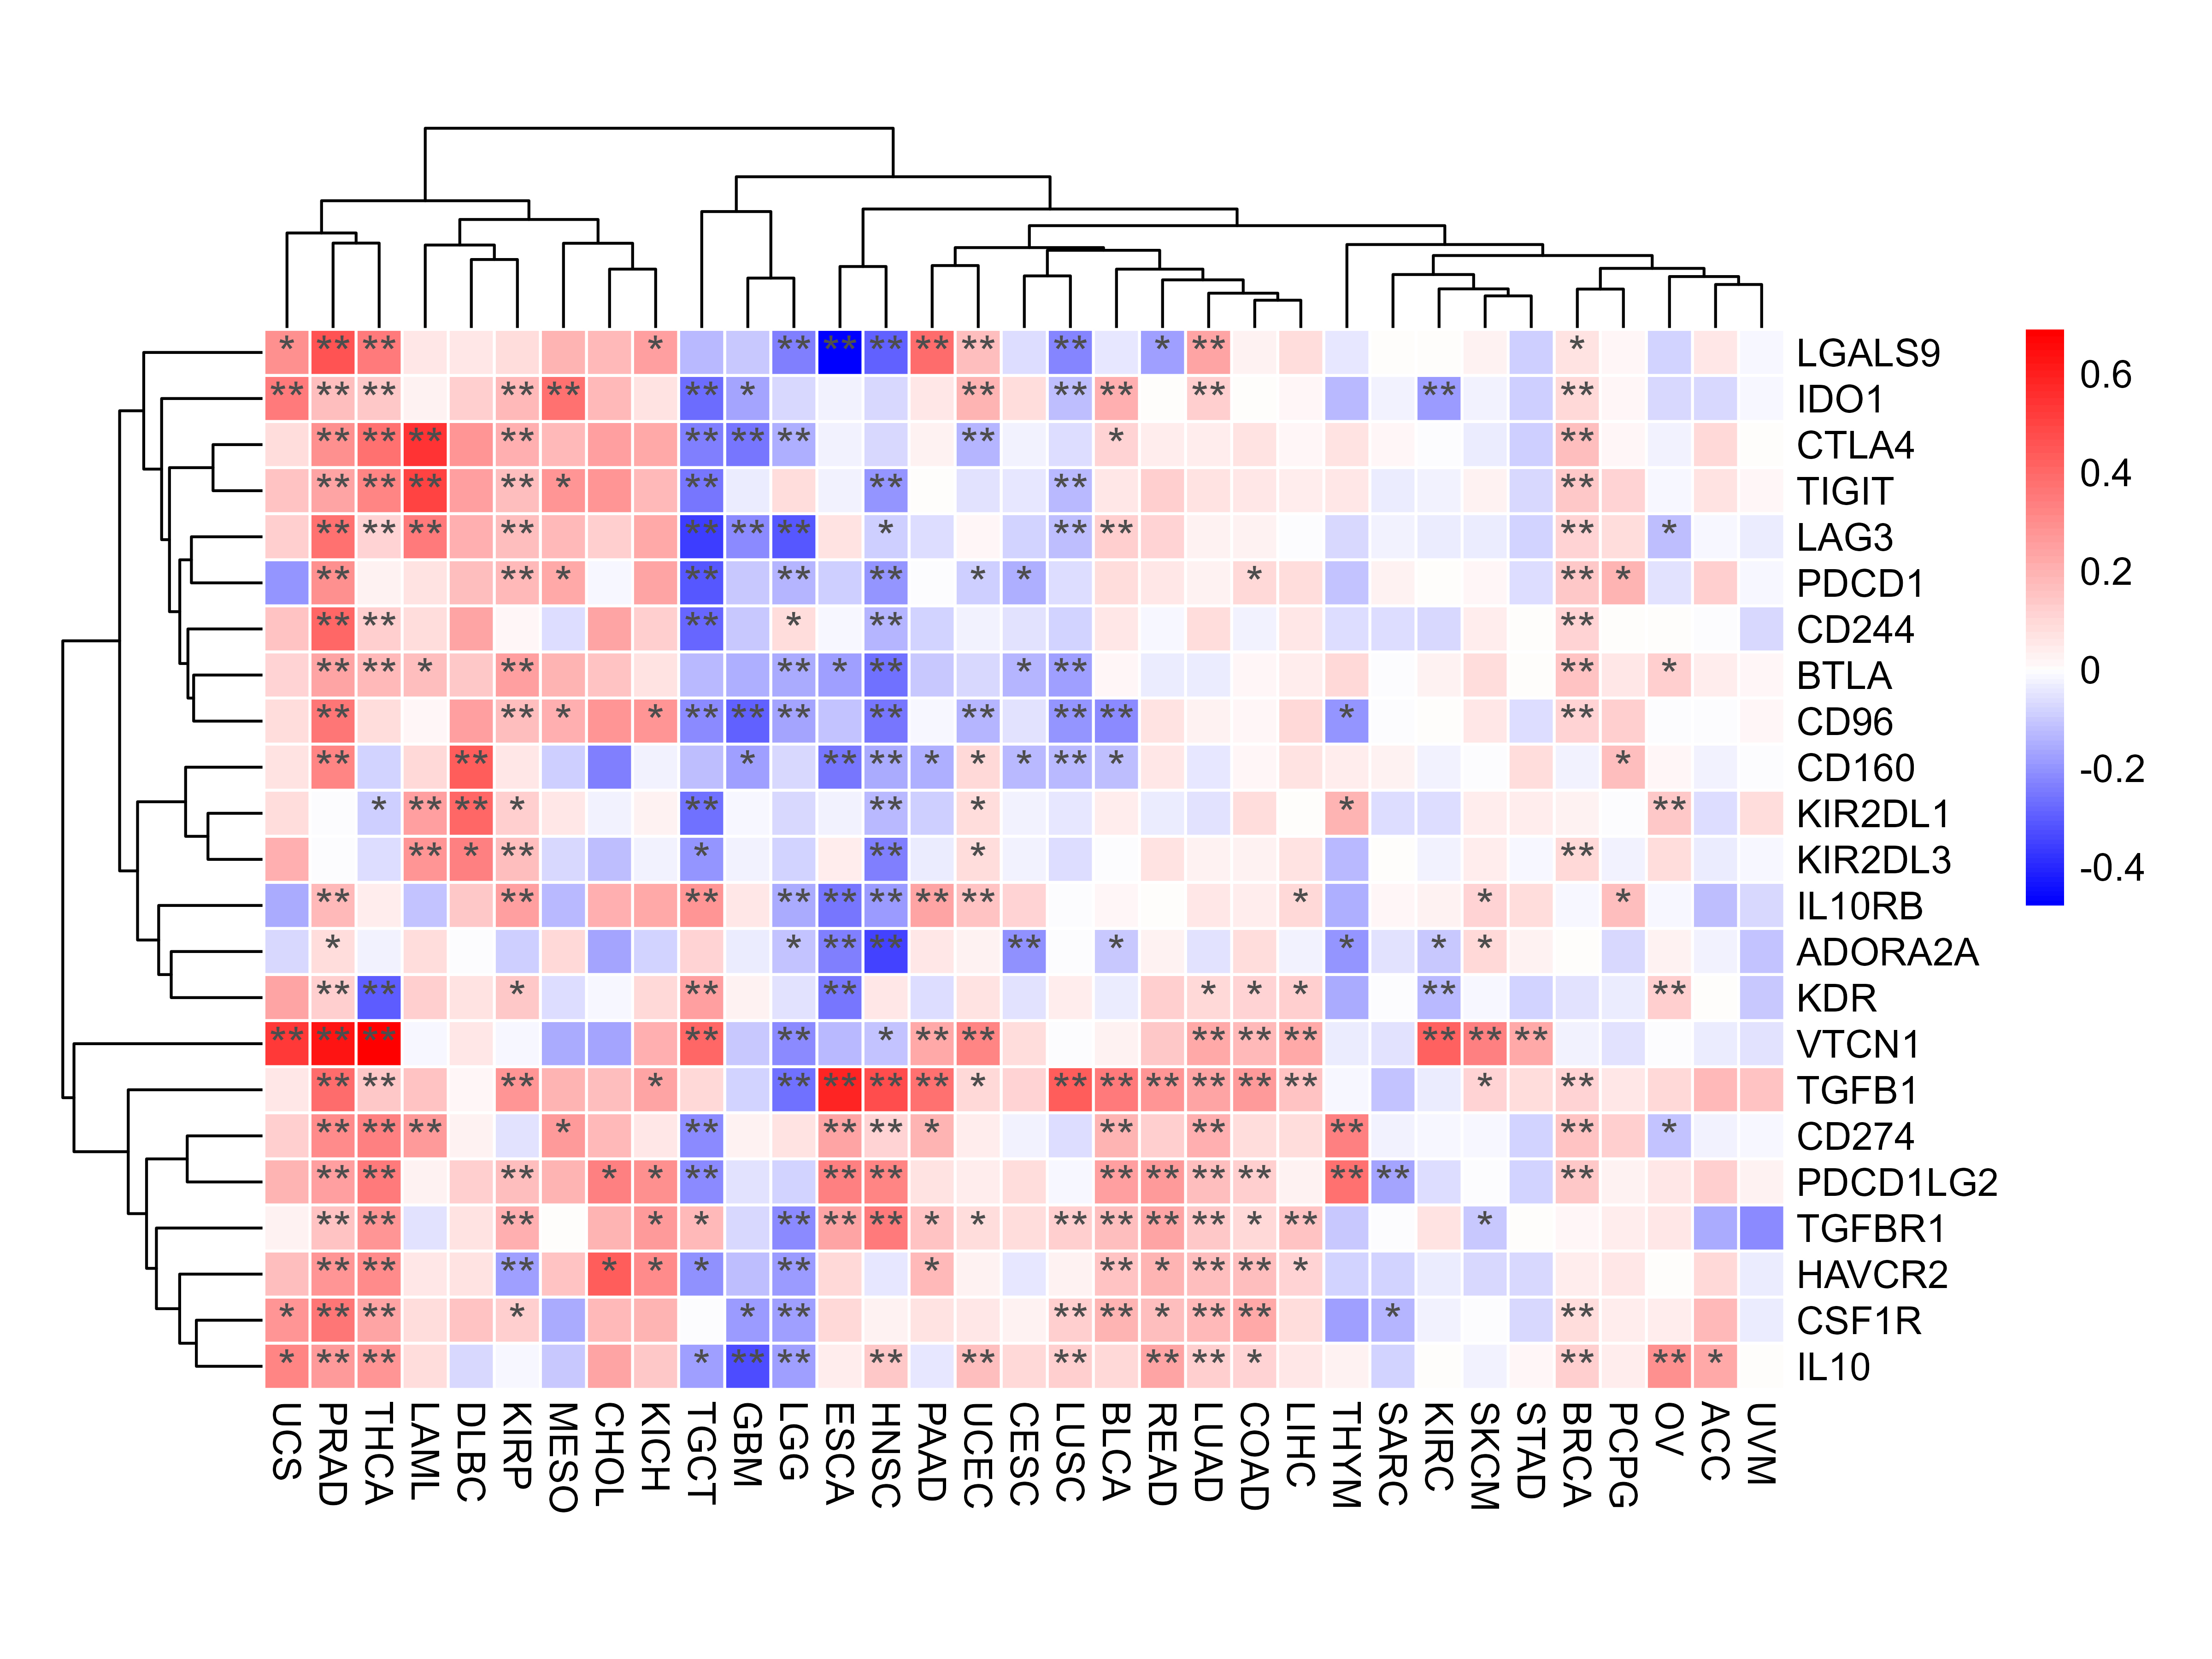 LGALS9
IDO1
CTLA4
TIGIT
LAG3
PDCD1
CD244
BTLA
CD96
CD160
KIR2DL1
KIR2DL3
IL10RB
ADORA2A
KDR
VTCN1
TGFB1
CD274
PDCD1LG2
TGFBR1
HAVCR2
CSF1R
IL10
0.6
0.4
0.2
0
-0.2
-0.4
UCS
PRAD
THCA
LAML
DLBC
KIRP
MESO
CHOL
KICH
TGCT
GBM
LGG
ESCA
HNSC
PAAD
UCEC
CESC
LUSC
BLCA
READ
LUAD
COAD
LIHC
THYM
SARC
KIRC
SKCM
STAD
BRCA
PCPG
OV
ACC
UVM